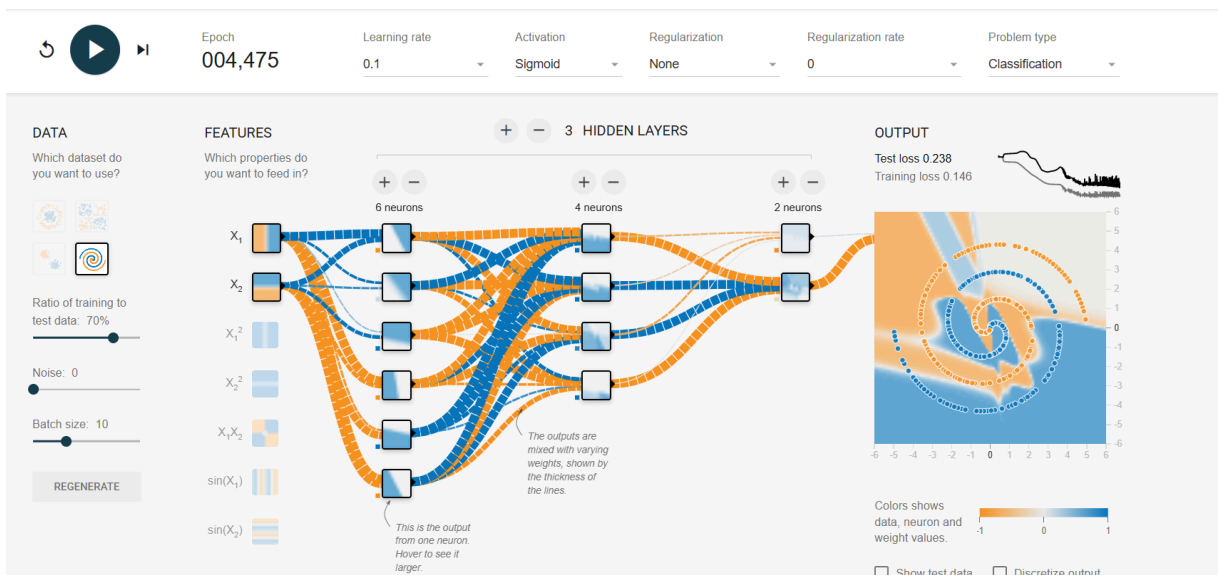 Epoch
004,475
Learning rate
0.1
Activation
Sigmoid
Regularization
None
Regularization rate
0
Problem type
Classification
DATA
Which dataset do
you want to use?
Ratio of training to
test data: 70%
Noise: 0
Batch size: 10
REGENERATE
FEATURES
Which properties do
you want to feed in?
X₁
X₂
X₁²
X₂²
X₁X₂
sin(X₁)
sin(X₂)
3 HIDDEN LAYERS
6 neurons
4 neurons
2 neurons
This is the output
from one neuron.
Hover to see it
larger.
The outputs are
mixed with varying
weights, shown by
the thickness of
the lines.
OUTPUT
Test loss 0.238
Training loss 0.146
6
5
4
3
2
1
0
-1
-2
-3
-4
-5
-6
-6 -5 -4 -3 -2 -1 0 1 2 3 4 5 6
Colors shows
data, neuron and
weight values.
-1 0 1
Show test data
Discretize output